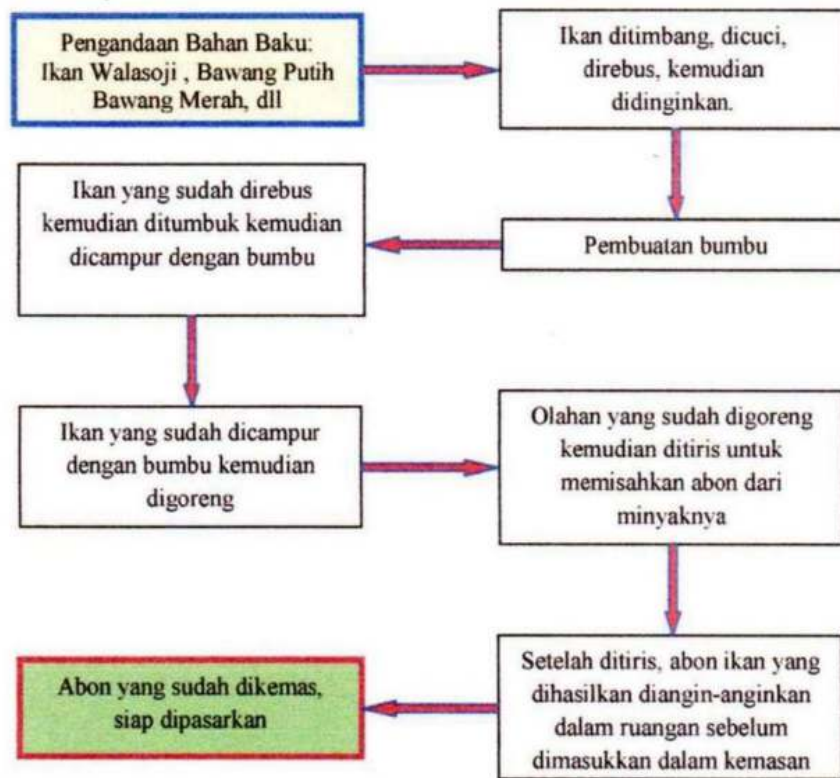 Pengandaan Bahan Baku:
Ikan Walasoji , Bawang Putih
Bawang Merah, dll
Ikan ditimbang, dicuci,
direbus, kemudian
didinginkan.
Pembuatan bumbu
Ikan yang sudah direbus
kemudian ditumbuk kemudian
dicampur dengan bumbu
Ikan yang sudah dicampur
dengan bumbu kemudian
digoreng
Olahan yang sudah digoreng
kemudian ditiris untuk
memisahkan abon dari
minyaknya
Setelah ditiris, abon ikan yang
dihasilkan diangin-anginkan
dalam ruangan sebelum
dimasukkan dalam kemasan
Abon yang sudah dikemas,
siap dipasarkan